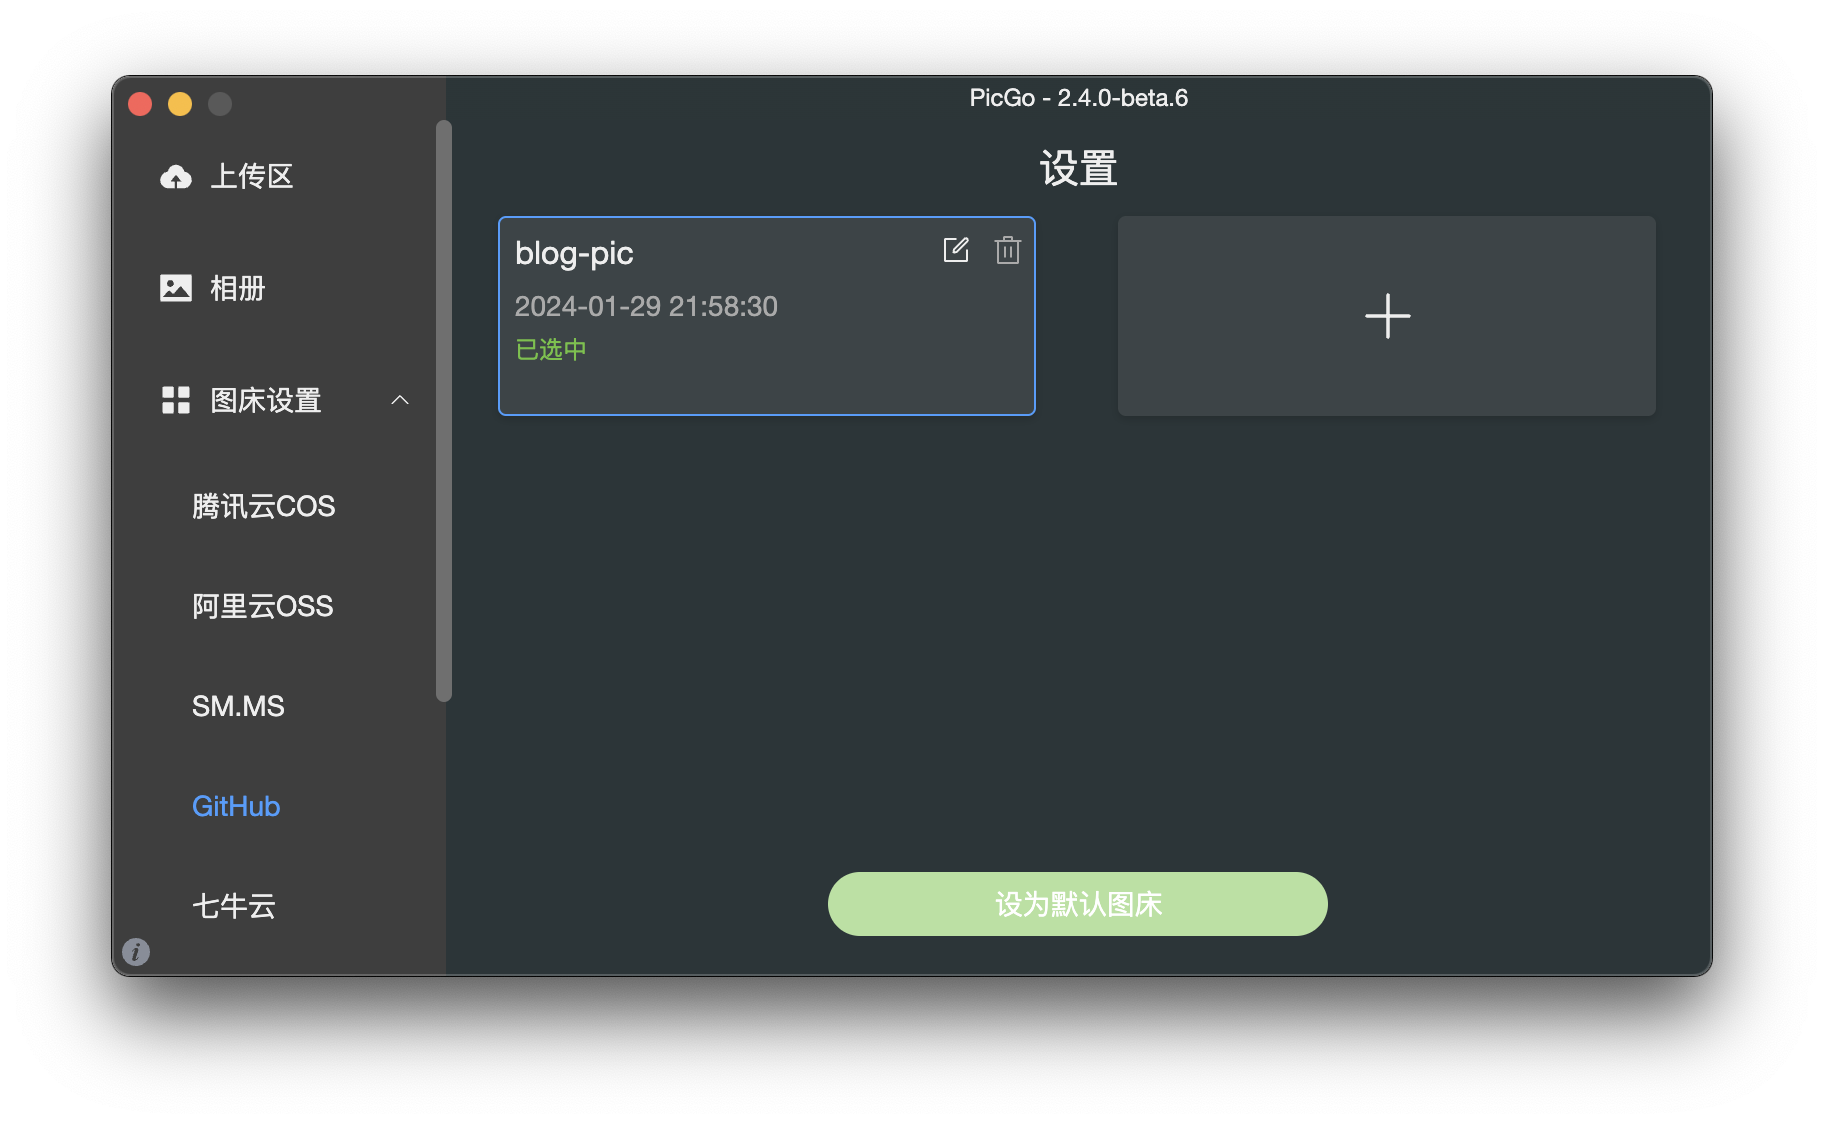 PicGo - 2.4.0-beta.6
上传区
相册
图床设置
腾讯云COS
阿里云OSS
SM.MS
GitHub
七牛云
设置
blog-pic
2024-01-29 21:58:30
已选中
设为默认图床